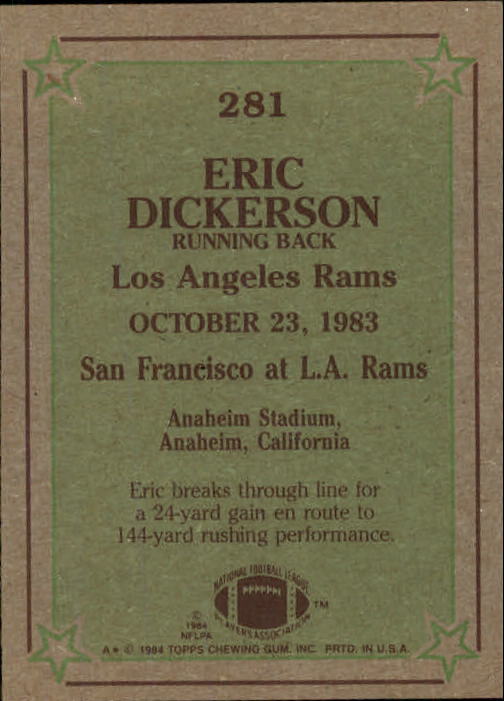 281
ERIC
DICKERSON
RUNNING BACK
Los Angeles Rams
OCTOBER 23, 1983
San Francisco at L.A. Rams
Anaheim Stadium,
Anaheim, California
Eric breaks through line for
a 24-yard gain en route to
144-yard rushing performance.
NATIONAL FOOTBALL LEAGUE
PLAYERS ASSOCIATION
TM
©
1984
NFLPA
A★ © 1984 TOPPS CHEWING GUM, INC. PRTD. IN U.S.A.